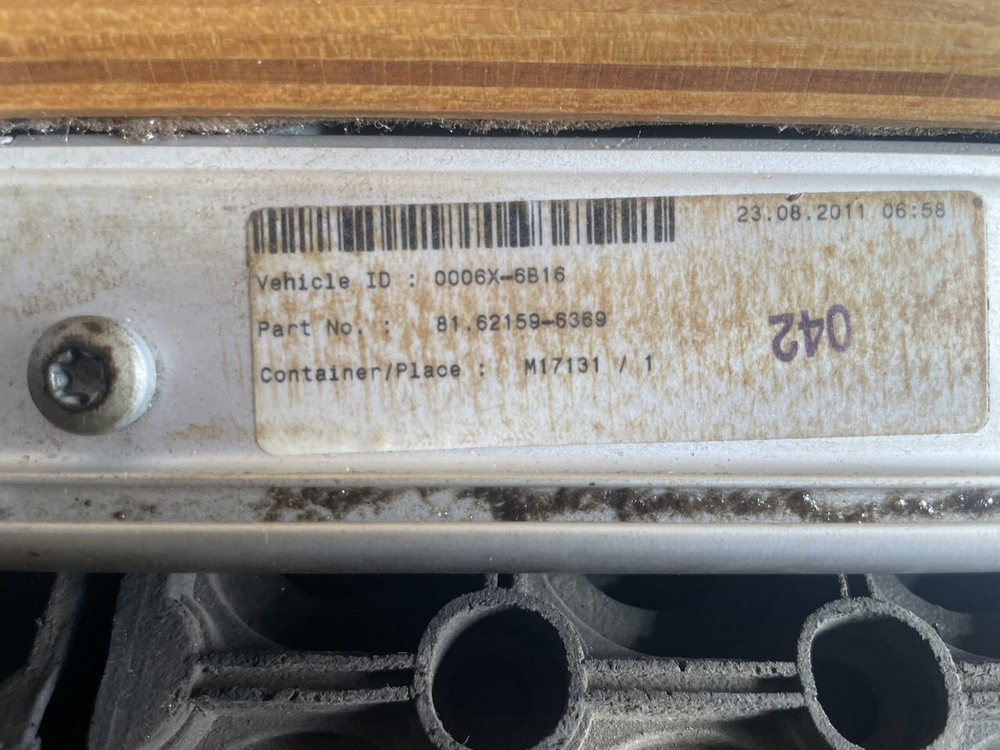 23.08.2011 06:58
Vehicle ID : 0006X-6B16
Part No. : 81.62159-6369
Container/Place : M17131 / 1
042